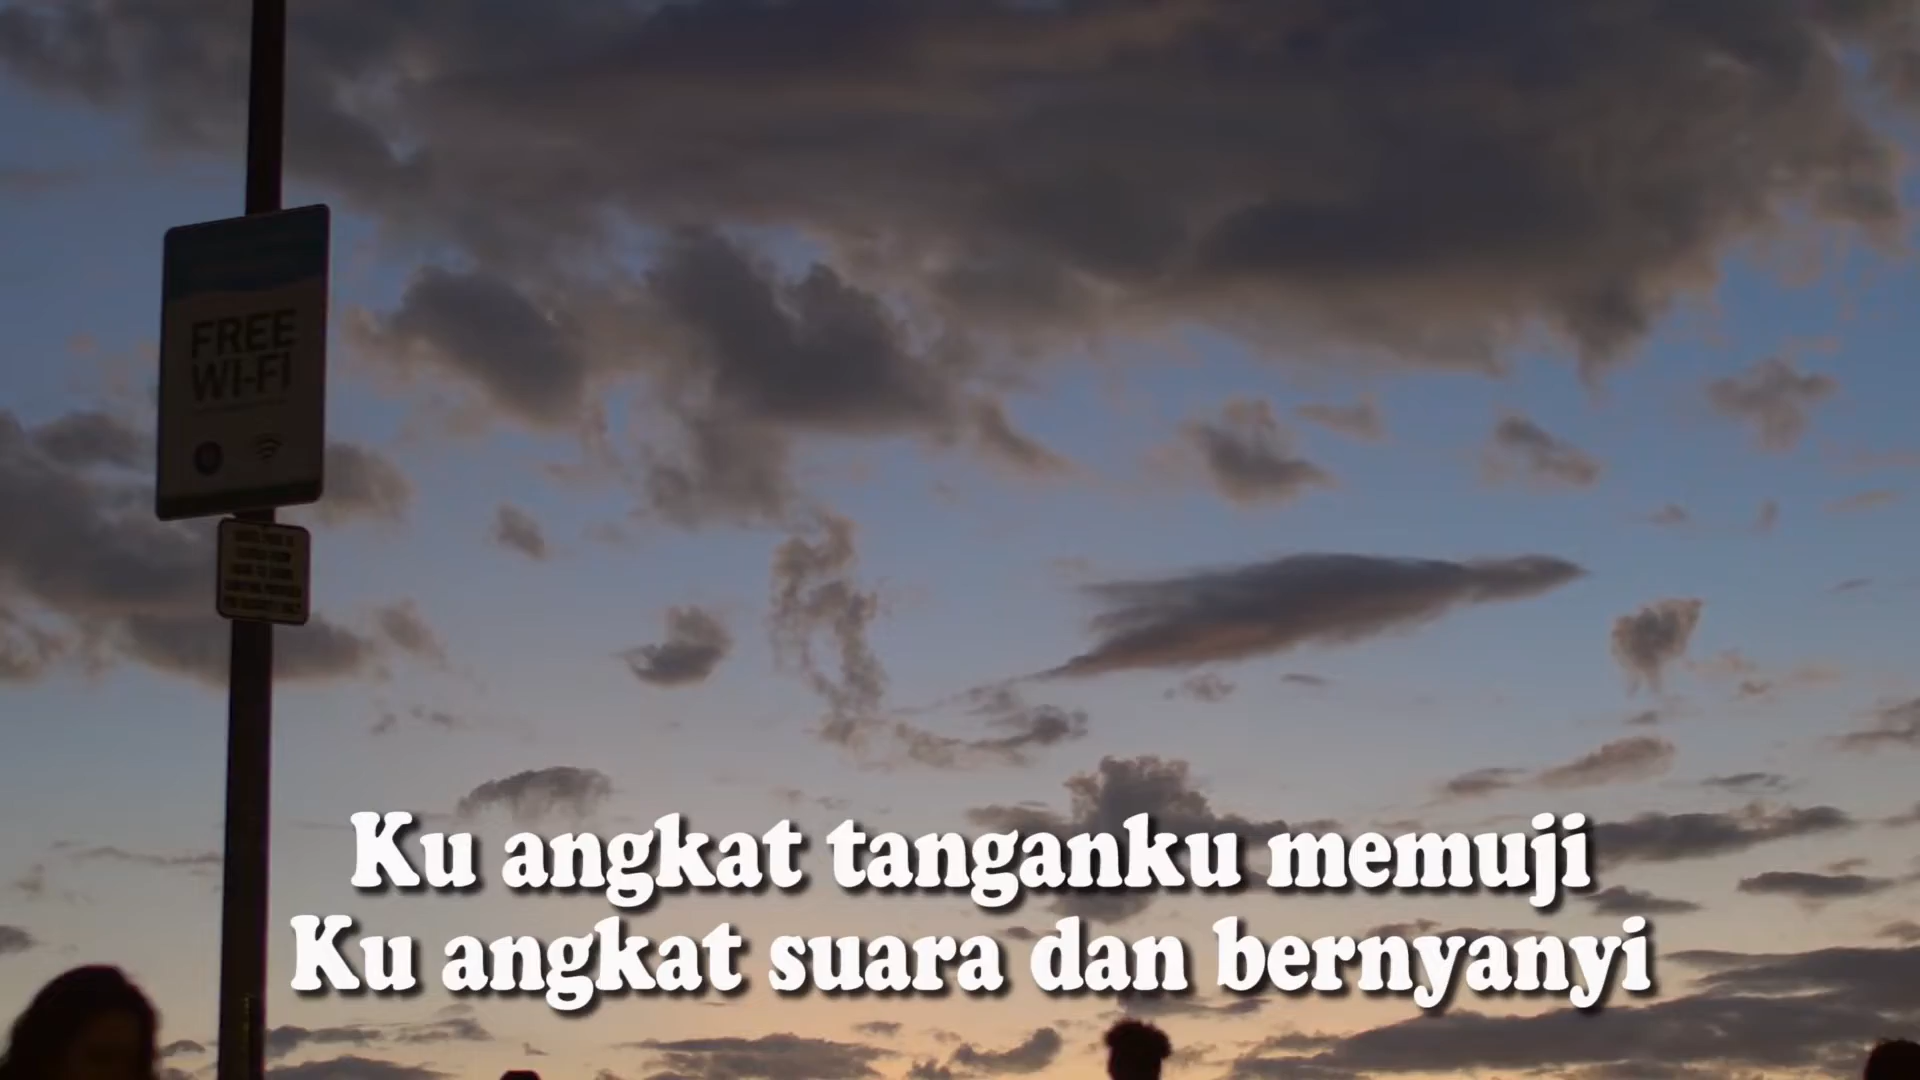 FREE
WI-FI
Ku angkat tanganku memuji
Ku angkat suara dan bernyanyi